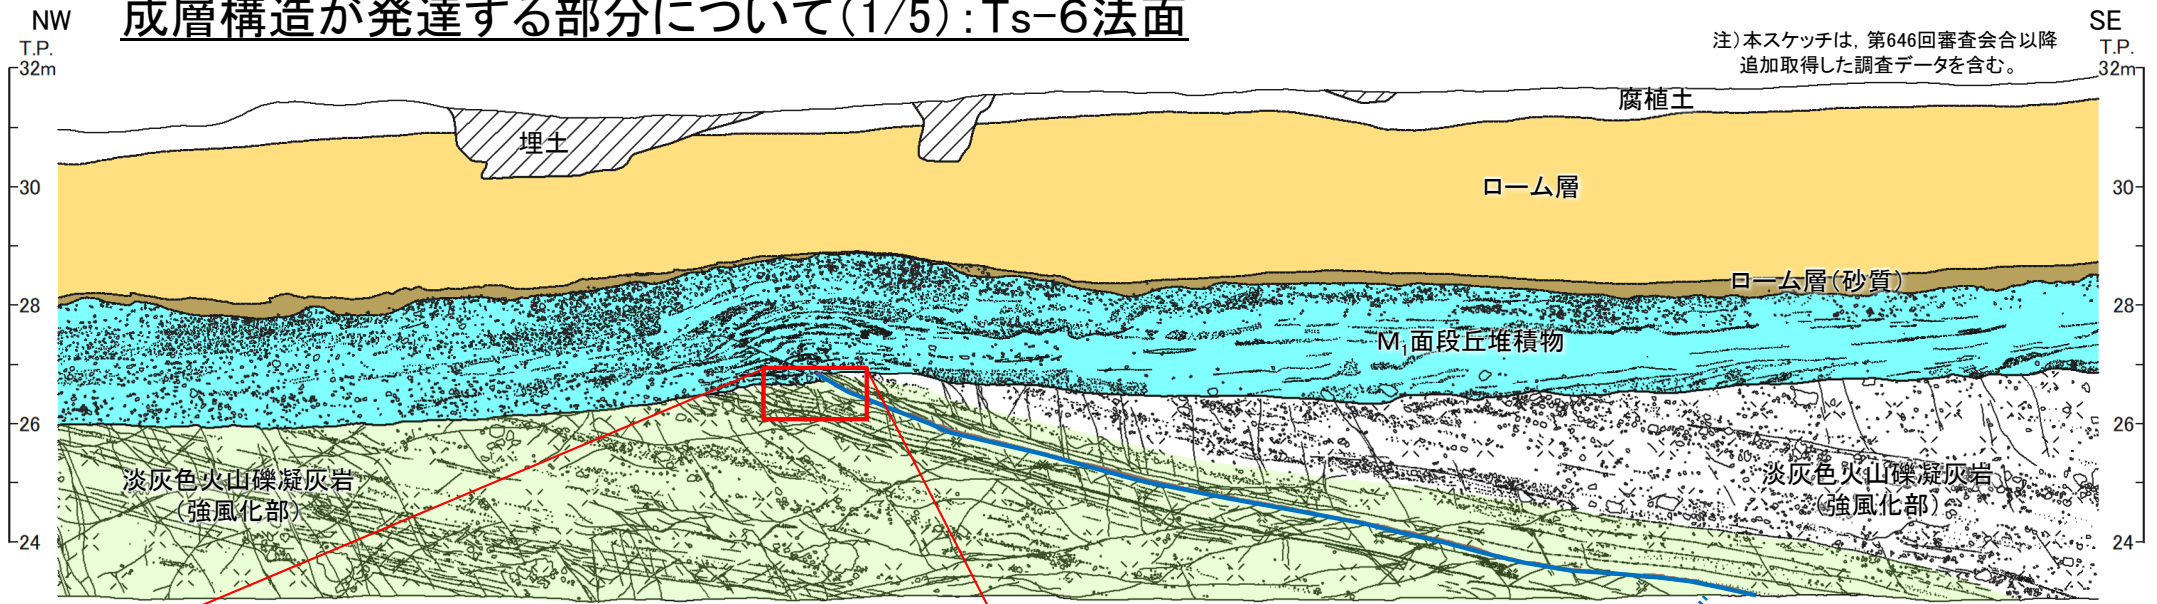 成層構造が発達する部分について(1/5):Ts-6法面
NW
SE
注)本スケッチは, 第646回審査会合以降
追加取得した調査データを含む。
T.P.
T.P.
32m
32m
腐植土
埋土
ローム層
30
30
ローム層(砂質)
28
28
M1面段丘堆積物
26
26
淡灰色火山礫凝灰岩
(強風化部)
淡灰色火山礫凝灰岩
(強風化部)
24
24